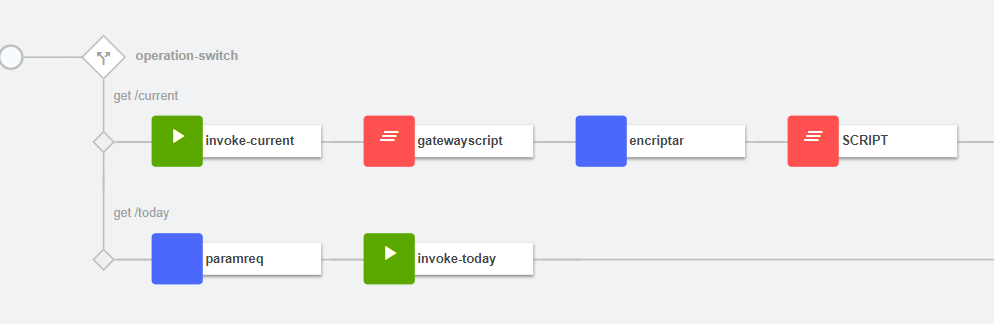 operation-switch
get /current
invoke-current
gatewayscript
encriptar
SCRIPT
get /today
paramreq
invoke-today